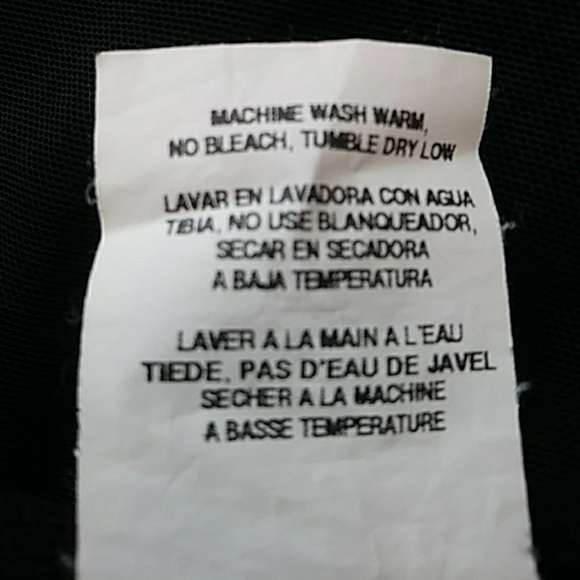 MACHINE WASH WARM,
NO BLEACH, TUMBLE DRY LOW
LAVAR EN LAVADORA CON AGUA
TIBIA, NO USE BLANQUEADOR,
SECAR EN SECADORA
A BAJA TEMPERATURA
LAVER A LA MAIN A L'EAU
TIEDE, PAS D'EAU DE JAVEL
SECHER A LA MACHINE
A BASSE TEMPERATURE